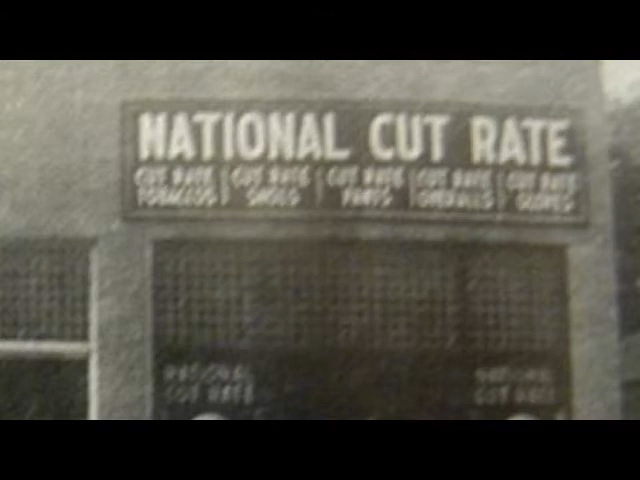 NATIONAL CUT RATE
CUT RATE TOBACCOS
CUT RATE SHOES
CUT RATE PANTS
CUT RATE OVERALLS
CUT RATE GLOVES
NATIONAL
CUT RATE
NATIONAL
CUT RATE